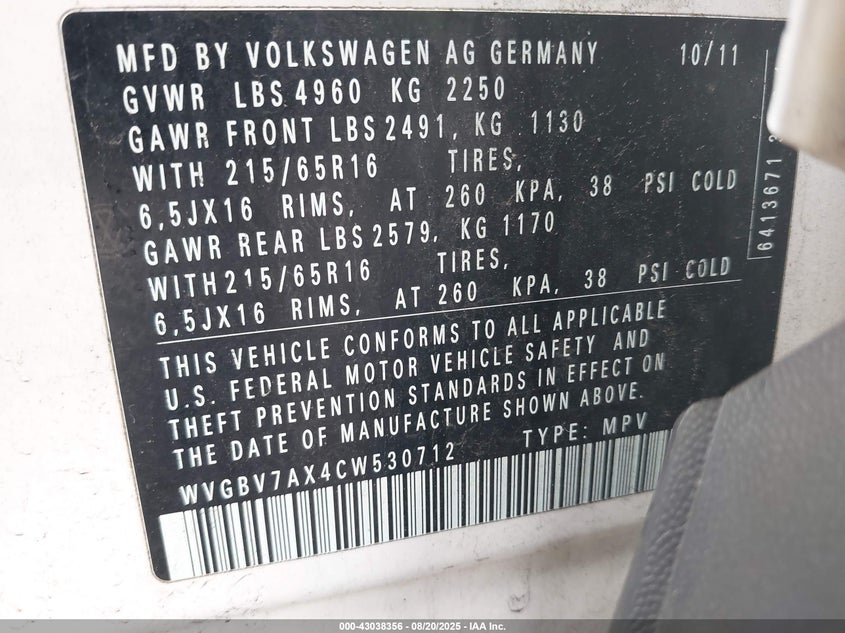 MFD BY VOLKSWAGEN AG GERMANY 10/11
GVWR LBS 4960 KG 2250
GAWR FRONT LBS 2491, KG 1130
WITH 215/65R16 TIRES,
6,5JX16 RIMS, AT 260 KPA, 38 PSI COLD
GAWR REAR LBS 2579, KG 1170
WITH 215/65R16 TIRES,
6,5JX16 RIMS, AT 260 KPA, 38 PSI COLD
THIS VEHICLE CONFORMS TO ALL APPLICABLE
U.S. FEDERAL MOTOR VEHICLE SAFETY AND
THEFT PREVENTION STANDARDS IN EFFECT ON
THE DATE OF MANUFACTURE SHOWN ABOVE.
WVGBV7AX4CW530712 TYPE: MPV
6413671
000-43038356 - 08/20/2025 - IAA Inc.